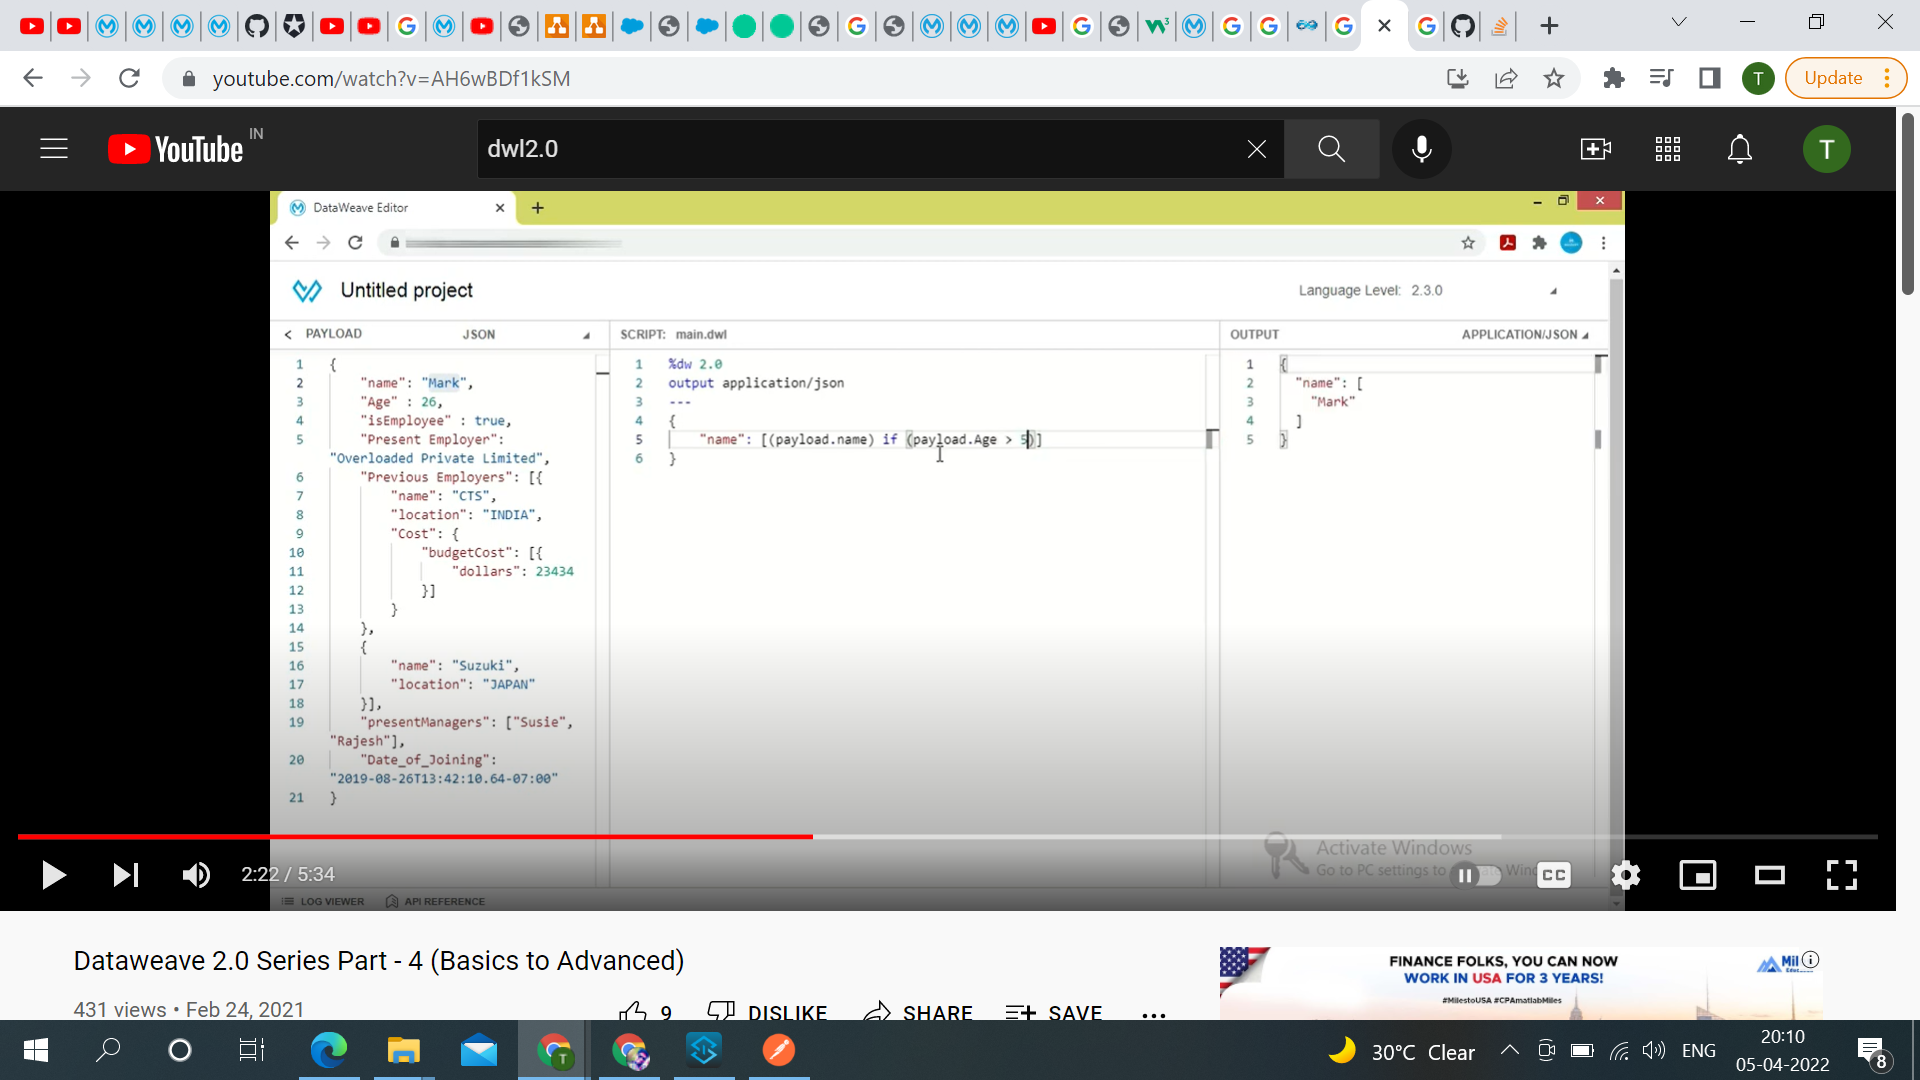 youtube.com/watch?v=AH6wBDf1kSM
T
Update
YouTube IN
dwl2.0
T
DataWeave Editor
Untitled project
Language Level: 2.3.0
PAYLOAD
JSON
SCRIPT: main.dwl
OUTPUT
APPLICATION/JSON
1 {
2 "name": "Mark",
3 "Age" : 26,
4 "isEmployee" : true,
5 "Present Employer":
"Overloaded Private Limited",
6 "Previous Employers": [{
7 "name": "CTS",
8 "location": "INDIA",
9 "Cost": {
10 "budgetCost": [{
11 "dollars": 23434
12 }]
13 }
14 },
15 {
16 "name": "Suzuki",
17 "location": "JAPAN"
18 }],
19 "presentManagers": ["Susie",
"Rajesh"],
20 "Date_of_Joining":
"2019-08-26T13:42:10.64-07:00"
21 }
1 %dw 2.0
2 output application/json
3 ---
4 {
5 "name": [(payload.name) if (payload.Age > 5)]
6 }
1 {
2 "name": [
3 "Mark"
4 ]
5 }
Activate Windows
Go to PC settings to
2:22 / 5:34
CC
LOG VIEWER
API REFERENCE
Dataweave 2.0 Series Part - 4 (Basics to Advanced)
431 views • Feb 24, 2021
9
DISLIKE
SHARE
SAVE
FINANCE FOLKS, YOU CAN NOW
WORK IN USA FOR 3 YEARS!
#MilestoUSA #CPAmatlabMiles
30°C Clear
ENG
20:10
05-04-2022
8